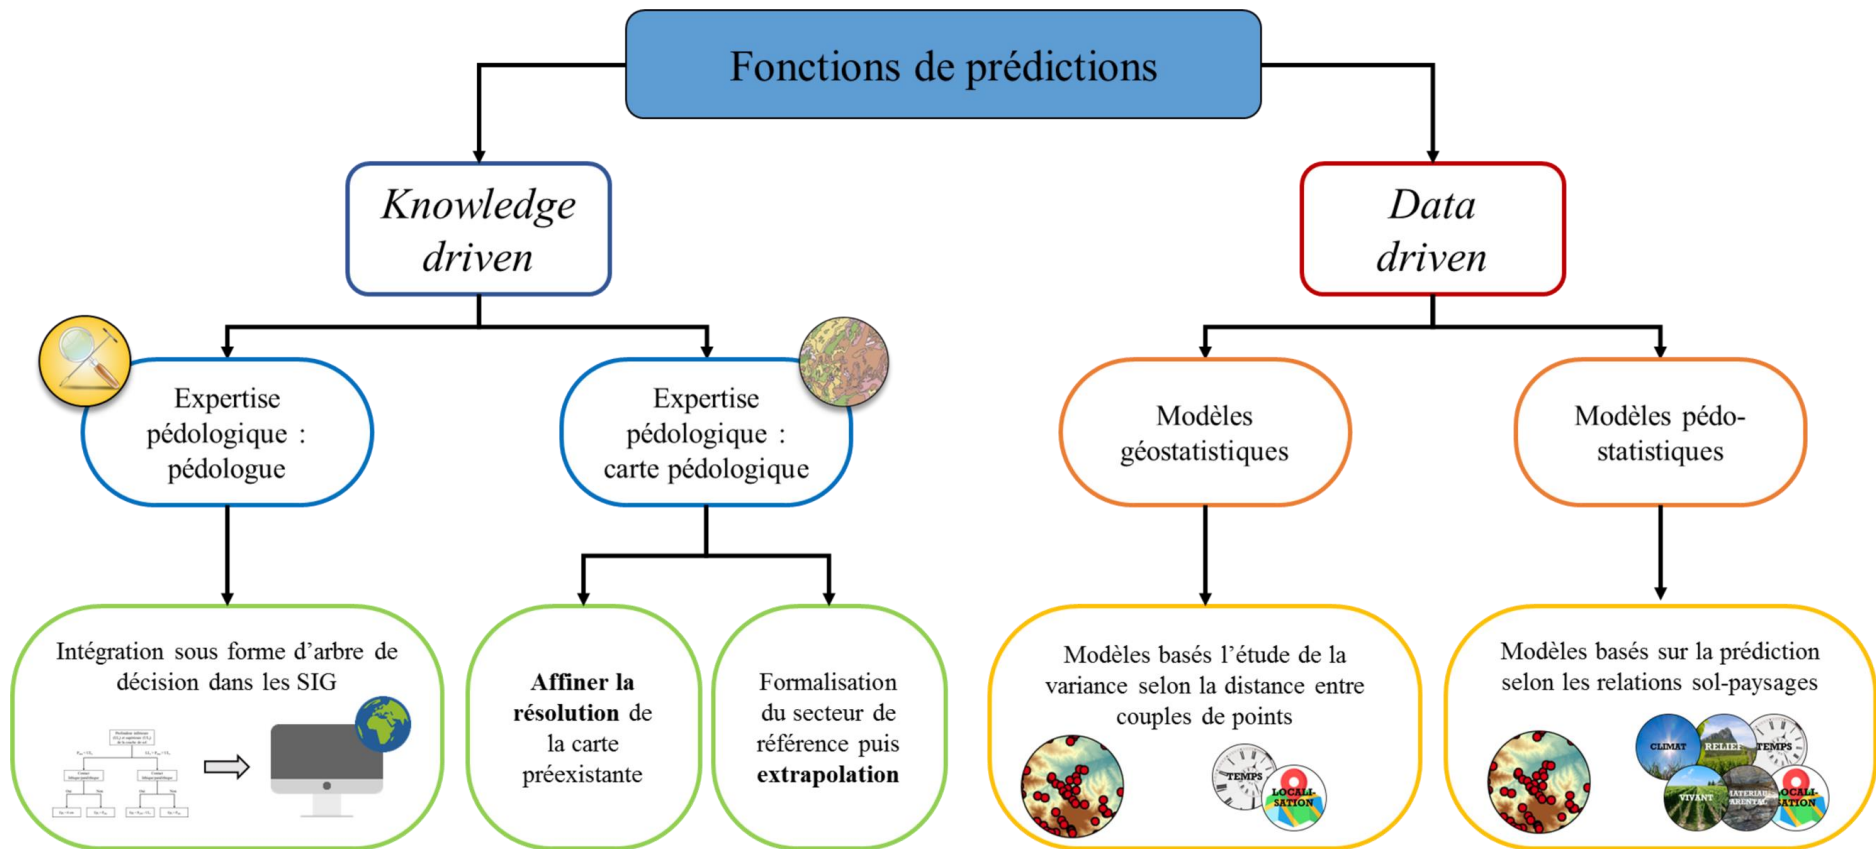 Fonctions de prédictions
Knowledge
driven
Data
driven
Expertise
pédologique :
pédologue
Expertise
pédologique :
carte pédologique
Modèles
géostatistiques
Modèles pédo-
statistiques
Intégration sous forme d’arbre de
décision dans les SIG
Affiner la
résolution de
la carte
préexistante
Formalisation
du secteur de
référence puis
extrapolation
Modèles basés l’étude de la
variance selon la distance entre
couples de points
TEMPS
LOCALI-
SATION
Modèles basés sur la prédiction
selon les relations sol-paysages
CLIMAT
RELIEF
TEMPS
VIVANT